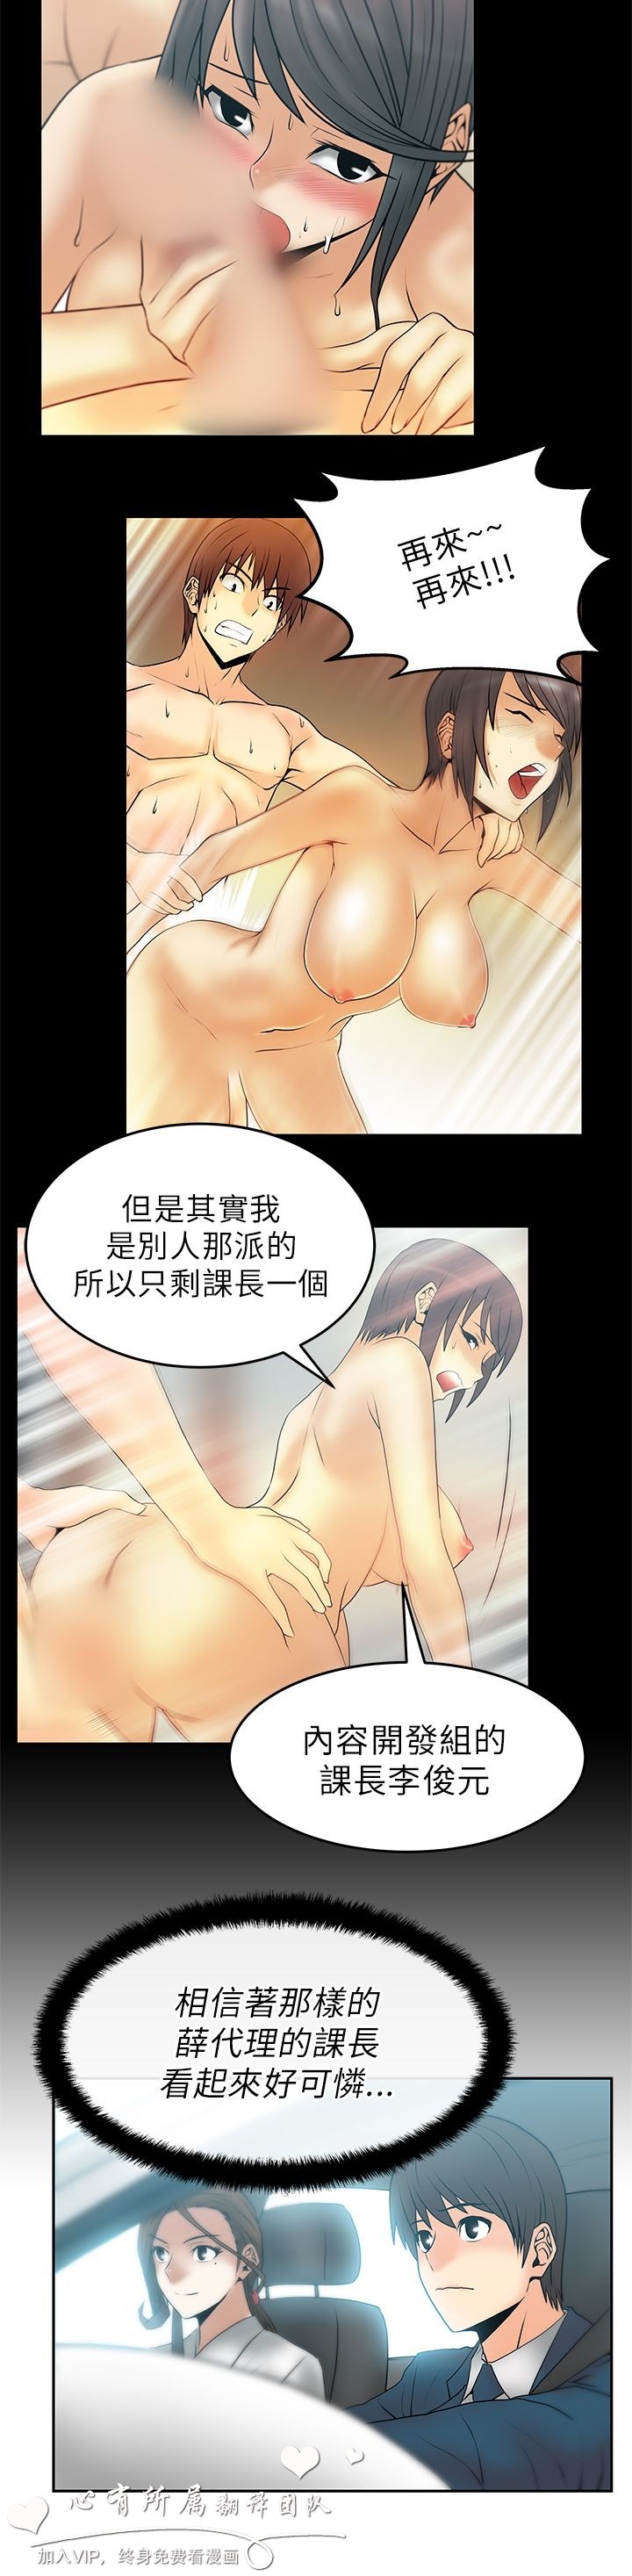 再來~~
再來!!!
但是其實我
是別人那派的
所以只剩課長一個
內容開發組的
課長李俊元
相信著那樣的
薛代理的課長
看起來好可憐...
心有所属翻译团队
加入VIP，终身免费看漫画